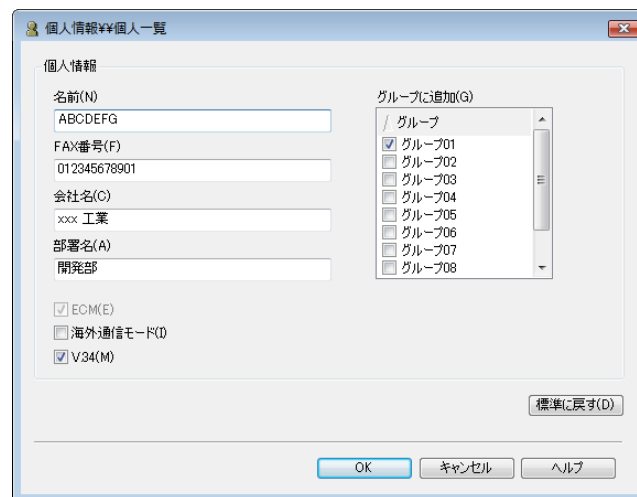 個人情報¥¥個人一覧
個人情報
名前(N)
ABCDEFG
FAX番号(F)
012345678901
会社名(C)
xxx 工業
部署名(A)
開発部
ECM(E)
海外通信モード(I)
V.34(M)
グループに追加(G)
/ グループ
グループ01
グループ02
グループ03
グループ04
グループ05
グループ06
グループ07
グループ08
標準に戻す(D)
OK
キャンセル
ヘルプ